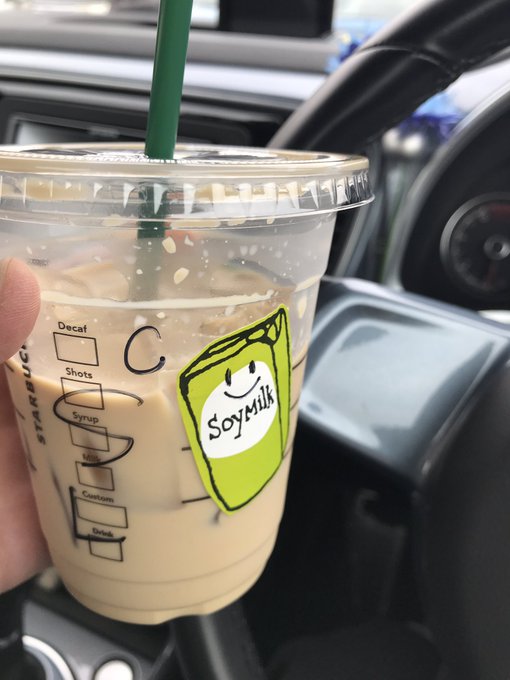 Decaf
C
Shots
Syrup
Milk
Custom
Drink
L
STARBUC
SoyMilk